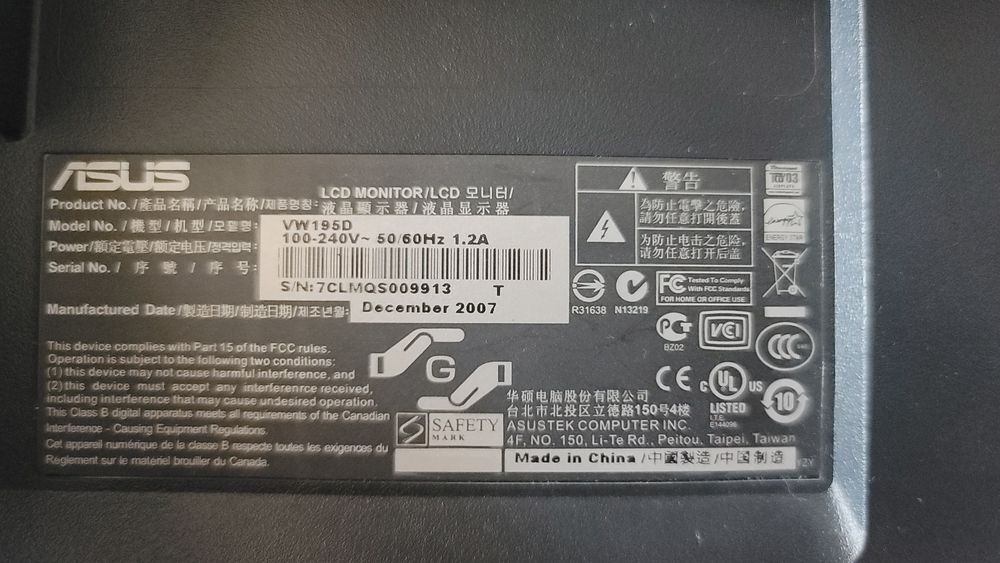 ASUS
LCD MONITOR/LCD 모니터/
Product No./產品名稱/产品名称/제품명칭: 液晶顯示器/液晶显示器
Model No./機型/机型/모델명: VW195D
Power/額定電壓/额定电压/정격입력: 100-240V~ 50/60Hz 1.2A
Serial No. / 序 號 / 序 号:
S/N:7CLMQS009913 T
Manufactured Date/製造日期/制造日期/제조년월: December 2007
This device complies with Part 15 of the FCC rules.
Operation is subject to the following two conditions:
(1) this device may not cause harmful interference, and
(2) this device must accept any interferenrce received,
including interference that may cause undesired operation.
This Class B digital apparatus meets all requirements of the Canadian
Interference - Causing Equipment Regulations.
Cet appareil numérique de la classe B respecte toutes les exigences du
Règlement sur le materiel brouiller du Canada.
G
SAFETY
MARK
警告
為防止電擊之危險,
請勿任意打開後蓋
为防止电击之危险,
请勿任意打开后盖
R31638 N13219
FC Tested To Comply
With FCC Standards
FOR HOME OR OFFICE USE
BZ02
VCI
CE
C UL US
LISTED
I.T.E.
E144096
03
ENERGY STAR
CCC
10
华硕电脑股份有限公司
台北市北投区立德路150号4楼
ASUSTEK COMPUTER INC.
4F, NO. 150, Li-Te Rd., Peitou, Taipei, Taiwan
Made in China /中國製造/中国制造